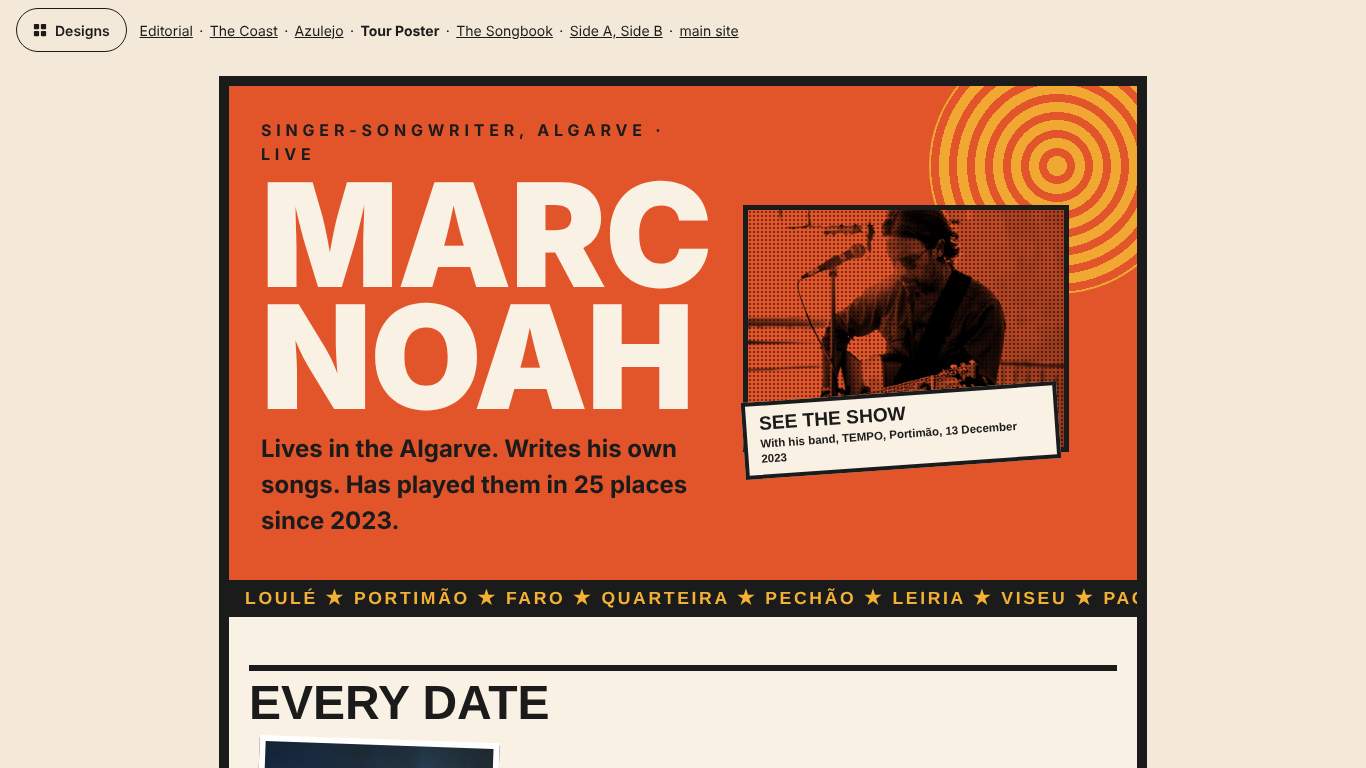 Designs
Editorial · The Coast · Azulejo · Tour Poster · The Songbook · Side A, Side B · main site
SINGER-SONGWRITER, ALGARVE ·
LIVE
MARC
NOAH
SEE THE SHOW
With his band, TEMPO, Portimão, 13 December
2023
Lives in the Algarve. Writes his own
songs. Has played them in 25 places
since 2023.
LOULÉ ★ PORTIMÃO ★ FARO ★ QUARTEIRA ★ PECHÃO ★ LEIRIA ★ VISEU ★
EVERY DATE